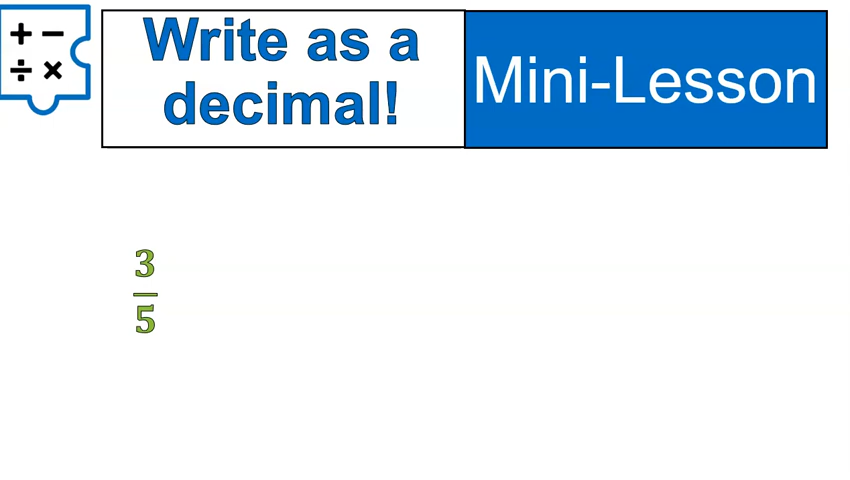 + −
÷ ×
Write as a
decimal!
Mini-Lesson
3
5